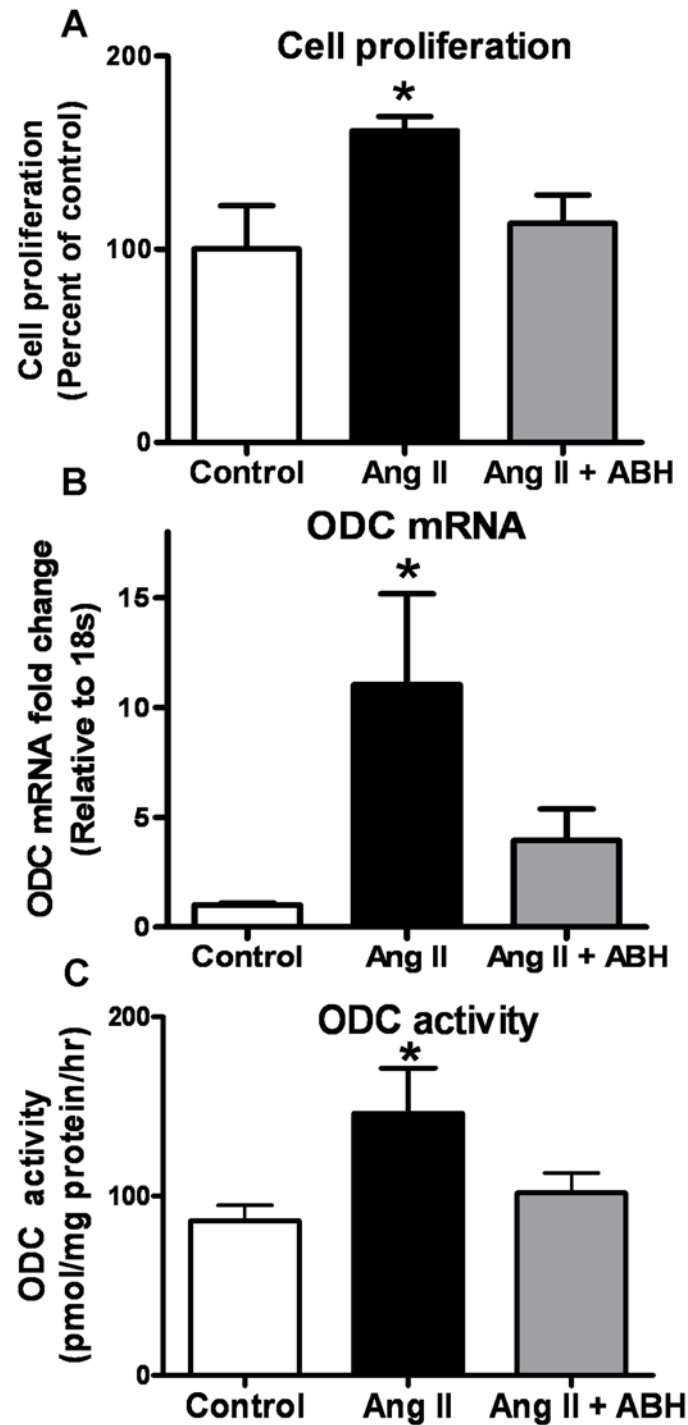 A
Cell proliferation
Cell proliferation
(Percent of control)
200
100
0
*
Control
Ang II
Ang II + ABH
B
ODC mRNA
ODC mRNA fold change
(Relative to 18s)
15
10
5
0
*
Control
Ang II
Ang II + ABH
C
ODC activity
ODC activity
(pmol/mg protein/hr)
200
100
0
*
Control
Ang II
Ang II + ABH